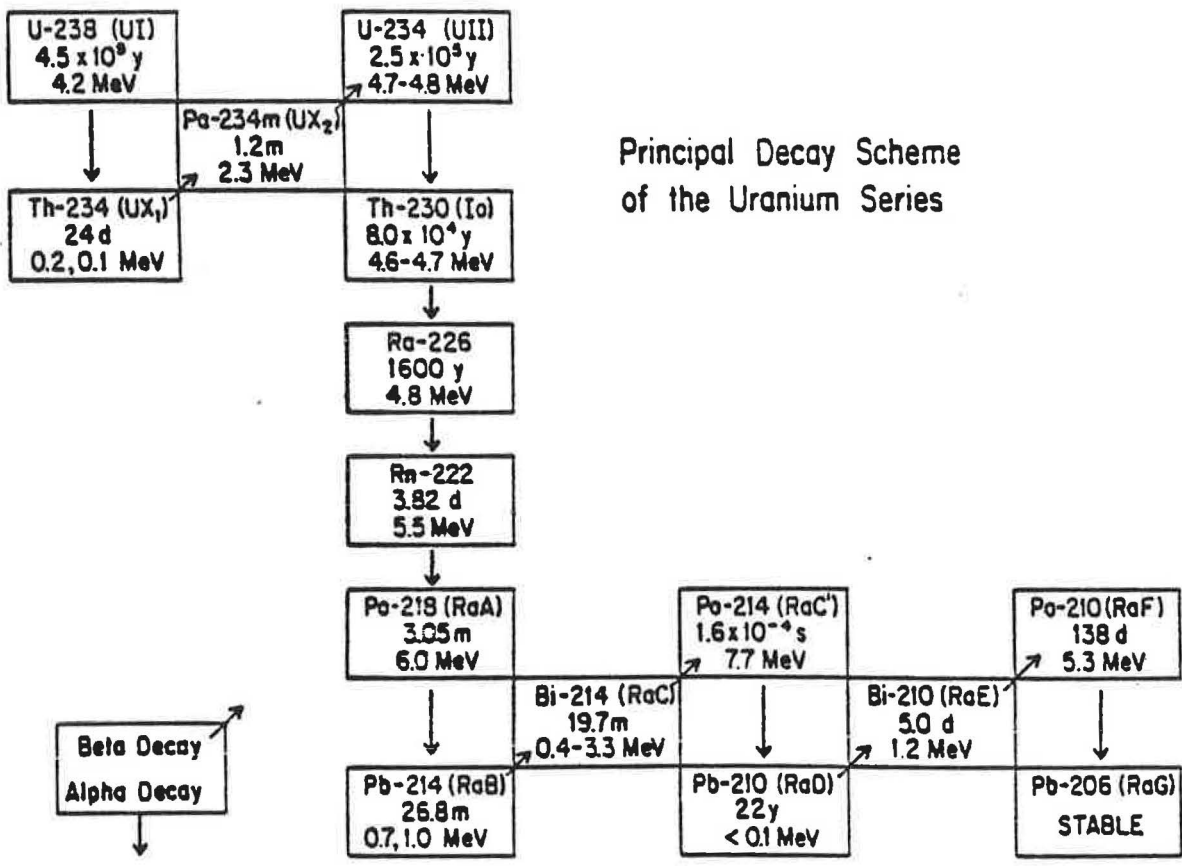 U-238 (UI)
4.5 x 10⁹ y
4.2 MeV
U-234 (UII)
2.5 x 10⁵ y
4.7-4.8 MeV
Pa-234m (UX₂)
1.2m
2.3 MeV
Th-234 (UX₁)
24 d
0.2, 0.1 MeV
Th-230 (Io)
8.0 x 10⁴ y
4.6-4.7 MeV
Principal Decay Scheme
of the Uranium Series
Ra-226
1600 y
4.8 MeV
Rn-222
3.82 d
5.5 MeV
Po-218 (RaA)
3.05 m
6.0 MeV
Po-214 (RaC')
1.6 x 10⁻⁴ s
7.7 MeV
Po-210 (RaF)
138 d
5.3 MeV
Bi-214 (RaC)
19.7m
0.4-3.3 MeV
Bi-210 (RaE)
5.0 d
1.2 MeV
Pb-214 (RaB)
26.8 m
0.7, 1.0 MeV
Pb-210 (RaD)
22 y
< 0.1 MeV
Pb-206 (RaG)
STABLE
Beta Decay
Alpha Decay